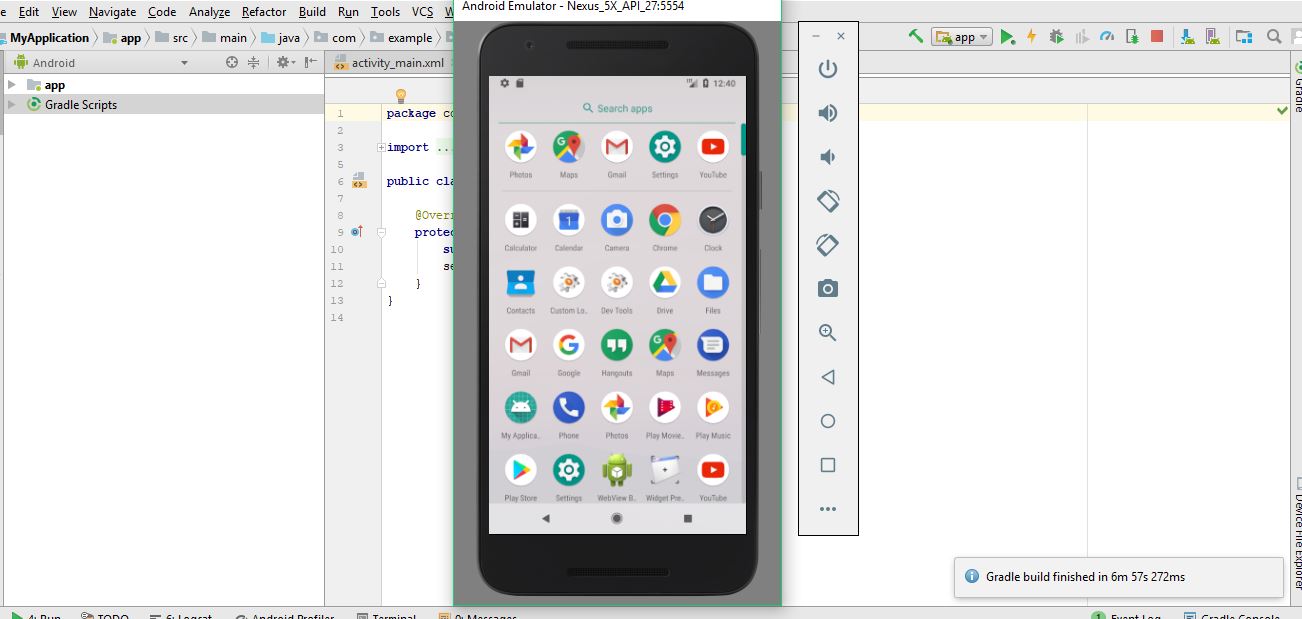 e Edit View Navigate Code Analyze Refactor Build Run Tools VCS W
Android Emulator - Nexus_5X_API_27:5554
MyApplication app src main java com example
app
Android
activity_main.xml
app
Gradle Scripts
1 package co
2
3 import ...
5
6 public cla
7
8 @Overr
9 protec
10 su
11 se
12 }
13 }
14
12:40
Search apps
Photos Maps Gmail Settings YouTube
Calculator Calendar Camera Chrome Clock
Contacts Custom Lo.. Dev Tools Drive Files
Gmail Google Hangouts Maps Messages
My Applica.. Phone Photos Play Movie.. Play Music
Play Store Settings WebView B.. Widget Pre.. YouTube
Gradle
Device File Explorer
Gradle build finished in 6m 57s 272ms
4: Run TODO 6: Logcat Android Profiler Terminal 0: Messages
1 Event Log Gradle Console